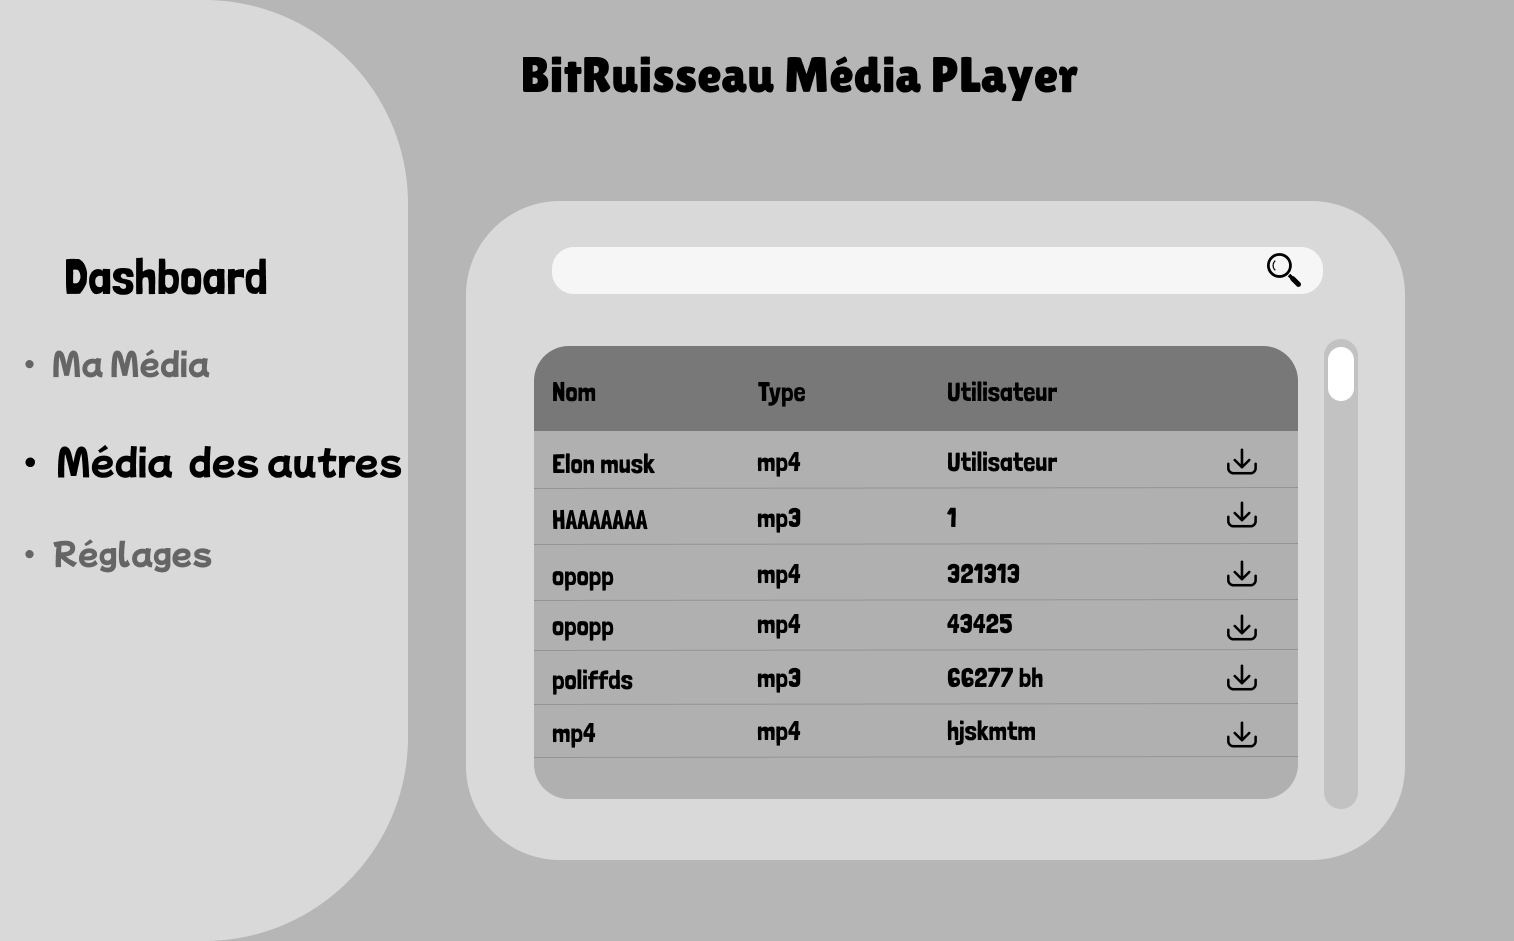 BitRuisseau Média PLayer
Dashboard
• Ma Média
• Média des autres
• Réglages
Nom Type Utilisateur
Elon musk mp4 Utilisateur
HAAAAAAA mp3 1
opopp mp4 321313
opopp mp4 43425
poliffds mp3 66277 bh
mp4 mp4 hjskmtm